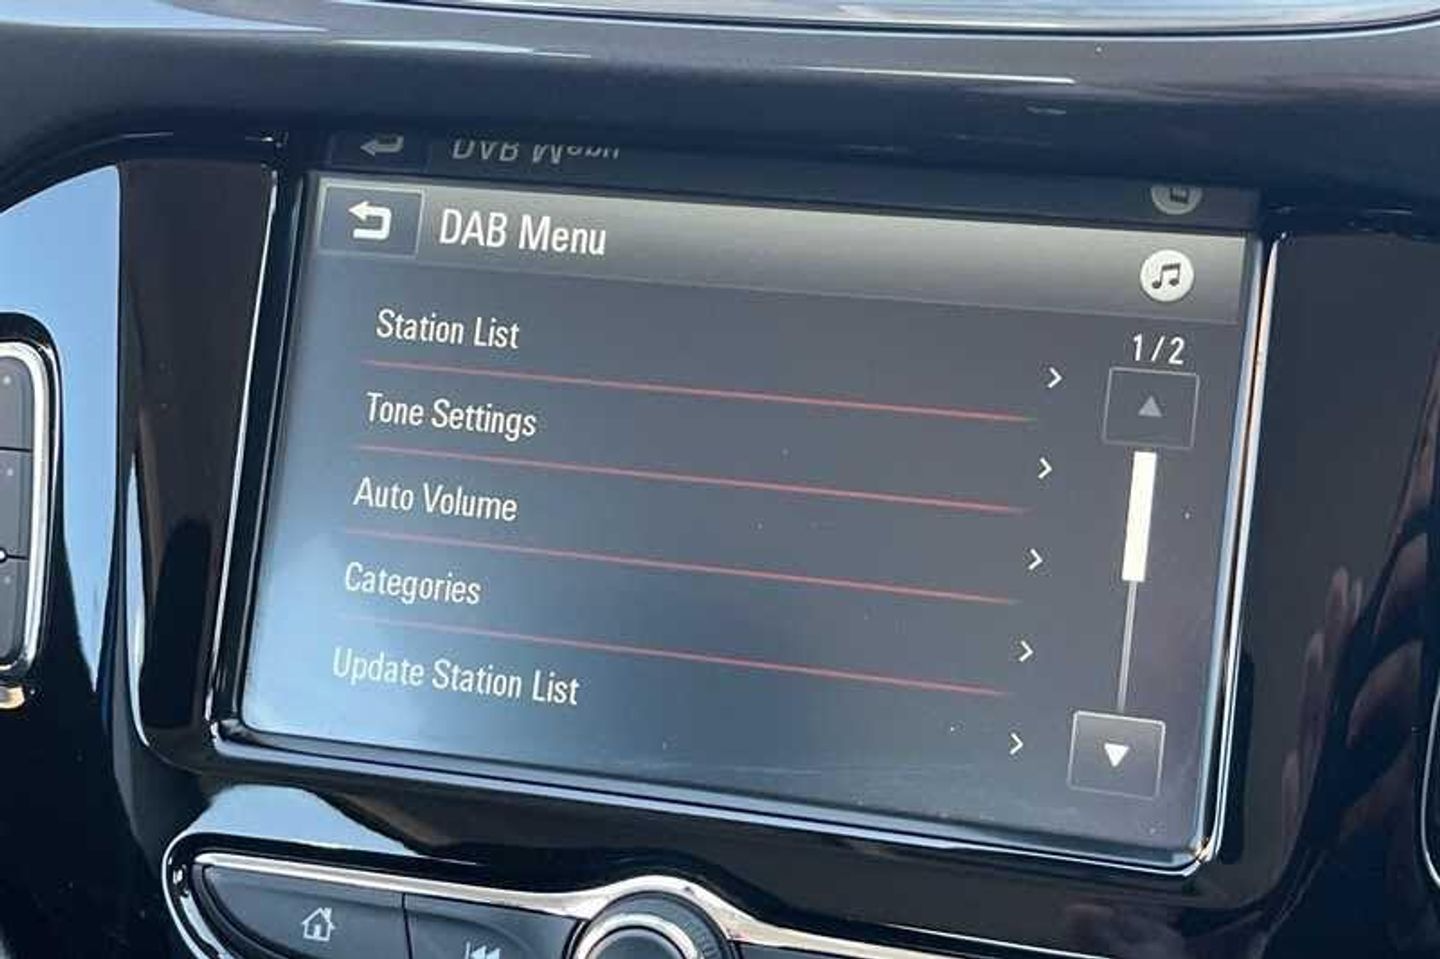 DAB Menu
1/2
Station List
Tone Settings
Auto Volume
Categories
Update Station List